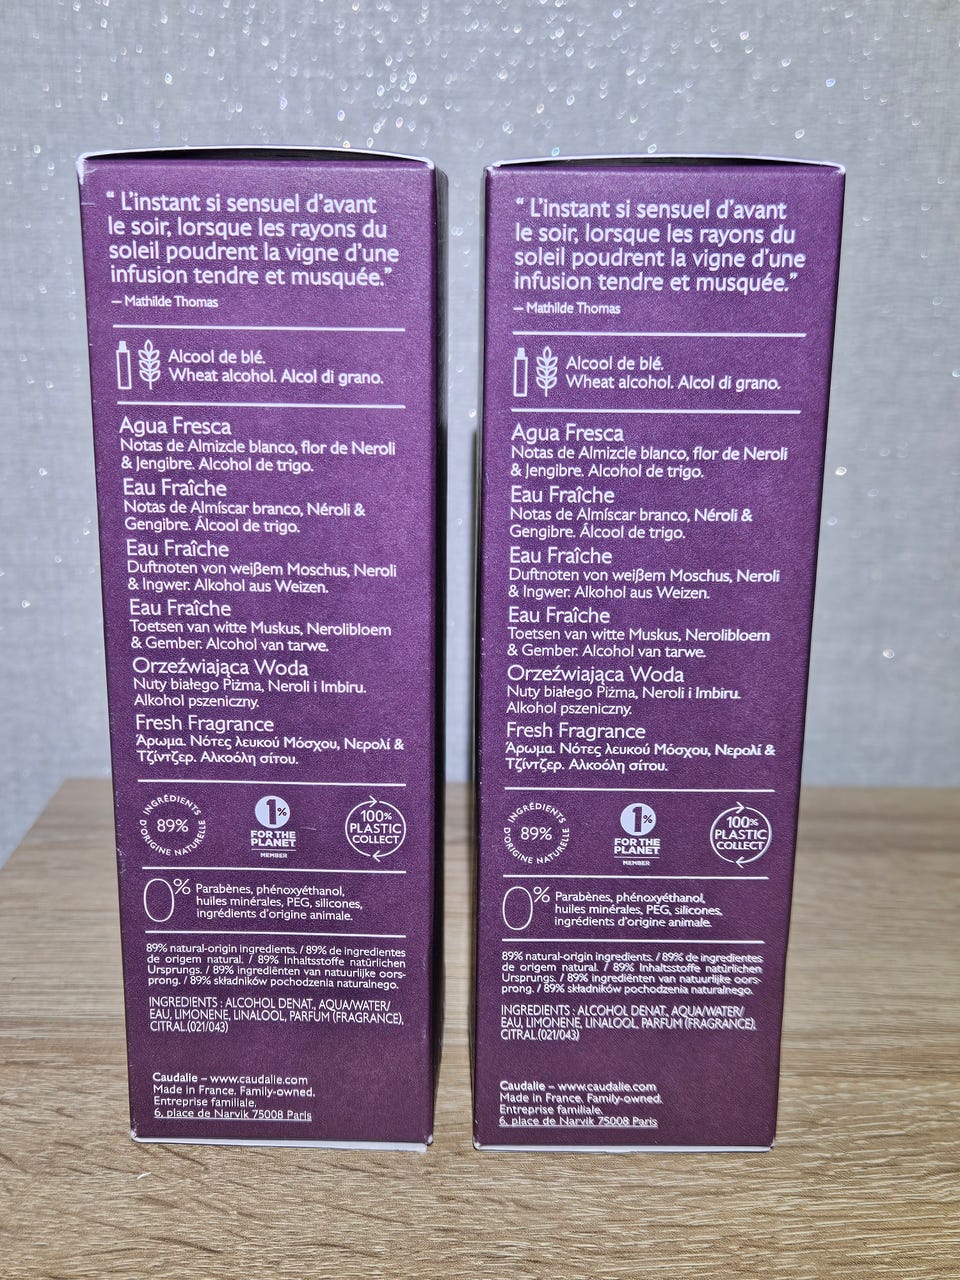 “ L’instant si sensuel d’avant
le soir, lorsque les rayons du
soleil poudrent la vigne d’une
infusion tendre et musquée.”
– Mathilde Thomas
Alcool de blé.
Wheat alcohol. Alcol di grano.
Agua Fresca
Notas de Almizcle blanco, flor de Neroli
& Jengibre. Alcohol de trigo.
Eau Fraîche
Notas de Almíscar branco, Néroli &
Gengibre. Álcool de trigo.
Eau Fraîche
Duftnoten von weißem Moschus, Neroli
& Ingwer. Alkohol aus Weizen.
Eau Fraîche
Toetsen van witte Muskus, Nerolibloem
& Gember. Alcohol van tarwe.
Orzeźwiająca Woda
Nuty białego Piżma, Neroli i Imbiru.
Alkohol pszeniczny.
Fresh Fragrance
Άρωμα. Νότες λευκού Μόσχου, Νερολί &
Τζίντζερ. Αλκοόλη σίτου.
INGRÉDIENTS
89%
D’ORIGINE NATURELLE
1%
FOR THE
PLANET
MEMBER
100%
PLASTIC
COLLECT
0% Parabènes, phénoxyéthanol,
huiles minérales, PEG, silicones,
ingrédients d’origine animale.
89% natural-origin ingredients. / 89% de ingredientes
de origem natural. / 89% Inhaltsstoffe natürlichen
Ursprungs. / 89% ingrediënten van natuurlijke oors-
prong. / 89% składników pochodzenia naturalnego.
INGREDIENTS : ALCOHOL DENAT., AQUA/WATER/
EAU, LIMONENE, LINALOOL, PARFUM (FRAGRANCE),
CITRAL.(021/043)
Caudalie – www.caudalie.com
Made in France. Family-owned.
Entreprise familiale.
6, place de Narvik 75008 Paris
“ L’instant si sensuel d’avant
le soir, lorsque les rayons du
soleil poudrent la vigne d’une
infusion tendre et musquée.”
– Mathilde Thomas
Alcool de blé.
Wheat alcohol. Alcol di grano.
Agua Fresca
Notas de Almizcle blanco, flor de Neroli
& Jengibre. Alcohol de trigo.
Eau Fraîche
Notas de Almíscar branco, Néroli &
Gengibre. Álcool de trigo.
Eau Fraîche
Duftnoten von weißem Moschus, Neroli
& Ingwer. Alkohol aus Weizen.
Eau Fraîche
Toetsen van witte Muskus, Nerolibloem
& Gember. Alcohol van tarwe.
Orzeźwiająca Woda
Nuty białego Piżma, Neroli i Imbiru.
Alkohol pszeniczny.
Fresh Fragrance
Άρωμα. Νότες λευκού Μόσχου, Νερολί &
Τζίντζερ. Αλκοόλη σίτου.
INGRÉDIENTS
89%
D’ORIGINE NATURELLE
1%
FOR THE
PLANET
MEMBER
100%
PLASTIC
COLLECT
0% Parabènes, phénoxyéthanol,
huiles minérales, PEG, silicones,
ingrédients d’origine animale.
89% natural-origin ingredients. / 89% de ingredientes
de origem natural. / 89% Inhaltsstoffe natürlichen
Ursprungs. / 89% ingrediënten van natuurlijke oors-
prong. / 89% składników pochodzenia naturalnego.
INGREDIENTS : ALCOHOL DENAT., AQUA/WATER/
EAU, LIMONENE, LINALOOL, PARFUM (FRAGRANCE),
CITRAL.(021/043)
Caudalie – www.caudalie.com
Made in France. Family-owned.
Entreprise familiale.
6, place de Narvik 75008 Paris